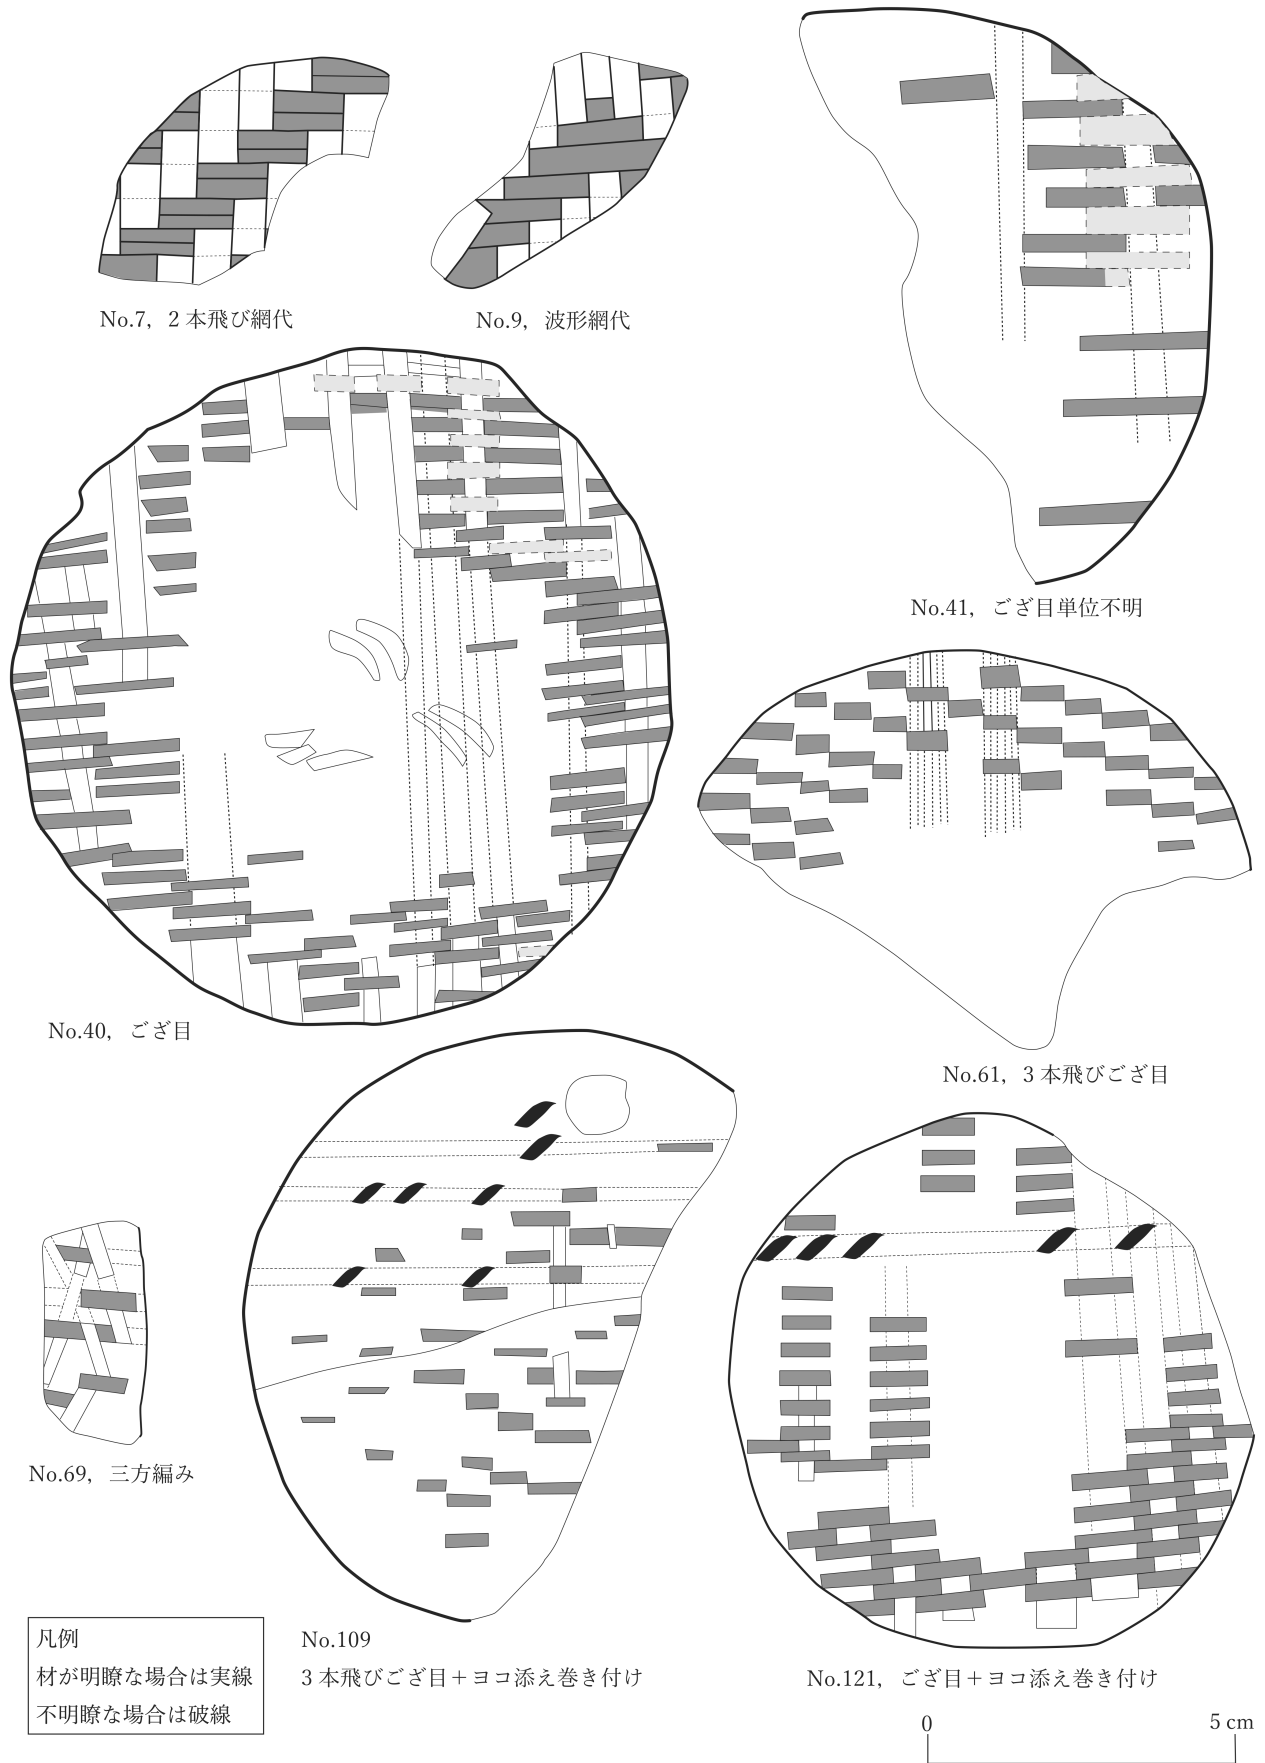 No.7，2 本飛び網代
No.9，波形網代
No.41，ござ目単位不明
No.40，ござ目
No.61，3 本飛びござ目
No.69，三方編み
No.109
3 本飛びござ目＋ヨコ添え巻き付け
No.121，ござ目＋ヨコ添え巻き付け
凡例
材が明瞭な場合は実線
不明瞭な場合は破線
0
5 cm